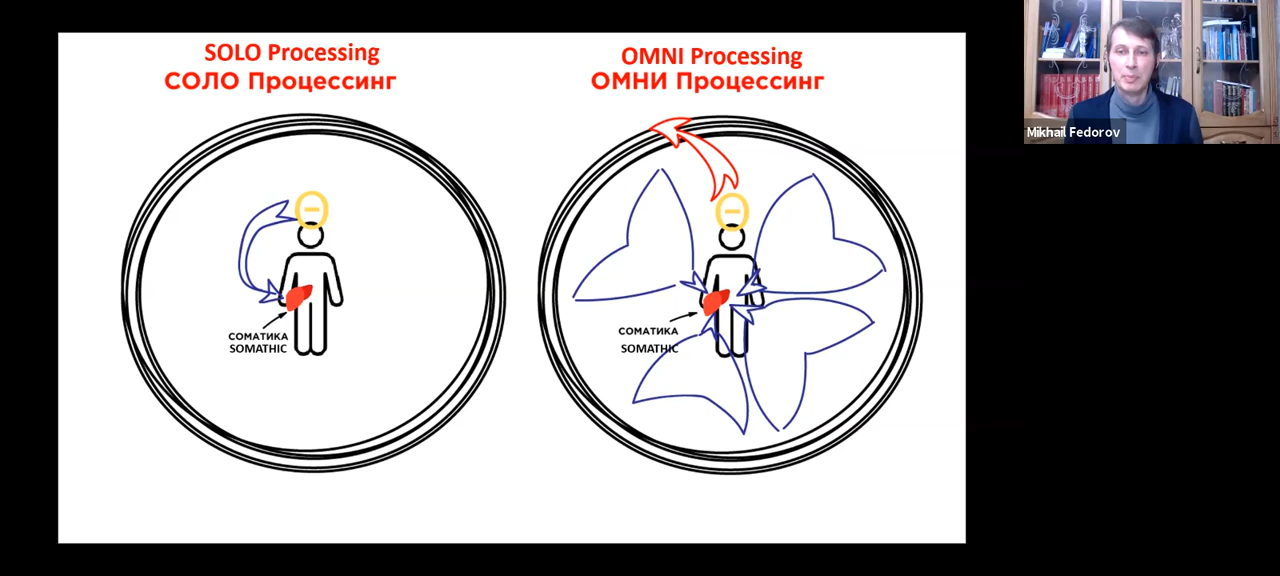 SOLO Processing
СОЛО Процессинг
СОМАТИКА
SOMATHIC
OMNI Processing
ОМНИ Процессинг
СОМАТИКА
SOMATHIC
Mikhail Fedorov